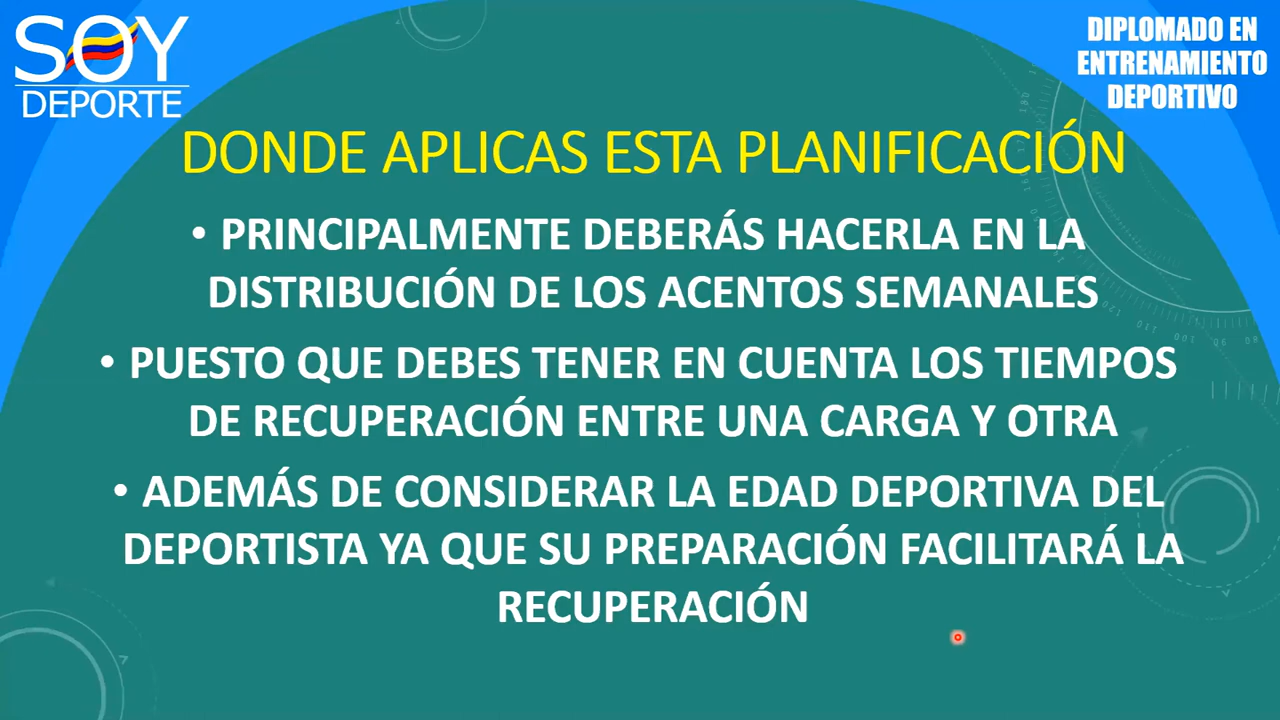 SOY
DEPORTE
DIPLOMADO EN
ENTRENAMIENTO
DEPORTIVO
DONDE APLICAS ESTA PLANIFICACIÓN
• PRINCIPALMENTE DEBERÁS HACERLA EN LA
DISTRIBUCIÓN DE LOS ACENTOS SEMANALES
• PUESTO QUE DEBES TENER EN CUENTA LOS TIEMPOS
DE RECUPERACIÓN ENTRE UNA CARGA Y OTRA
• ADEMÁS DE CONSIDERAR LA EDAD DEPORTIVA DEL
DEPORTISTA YA QUE SU PREPARACIÓN FACILITARÁ LA
RECUPERACIÓN